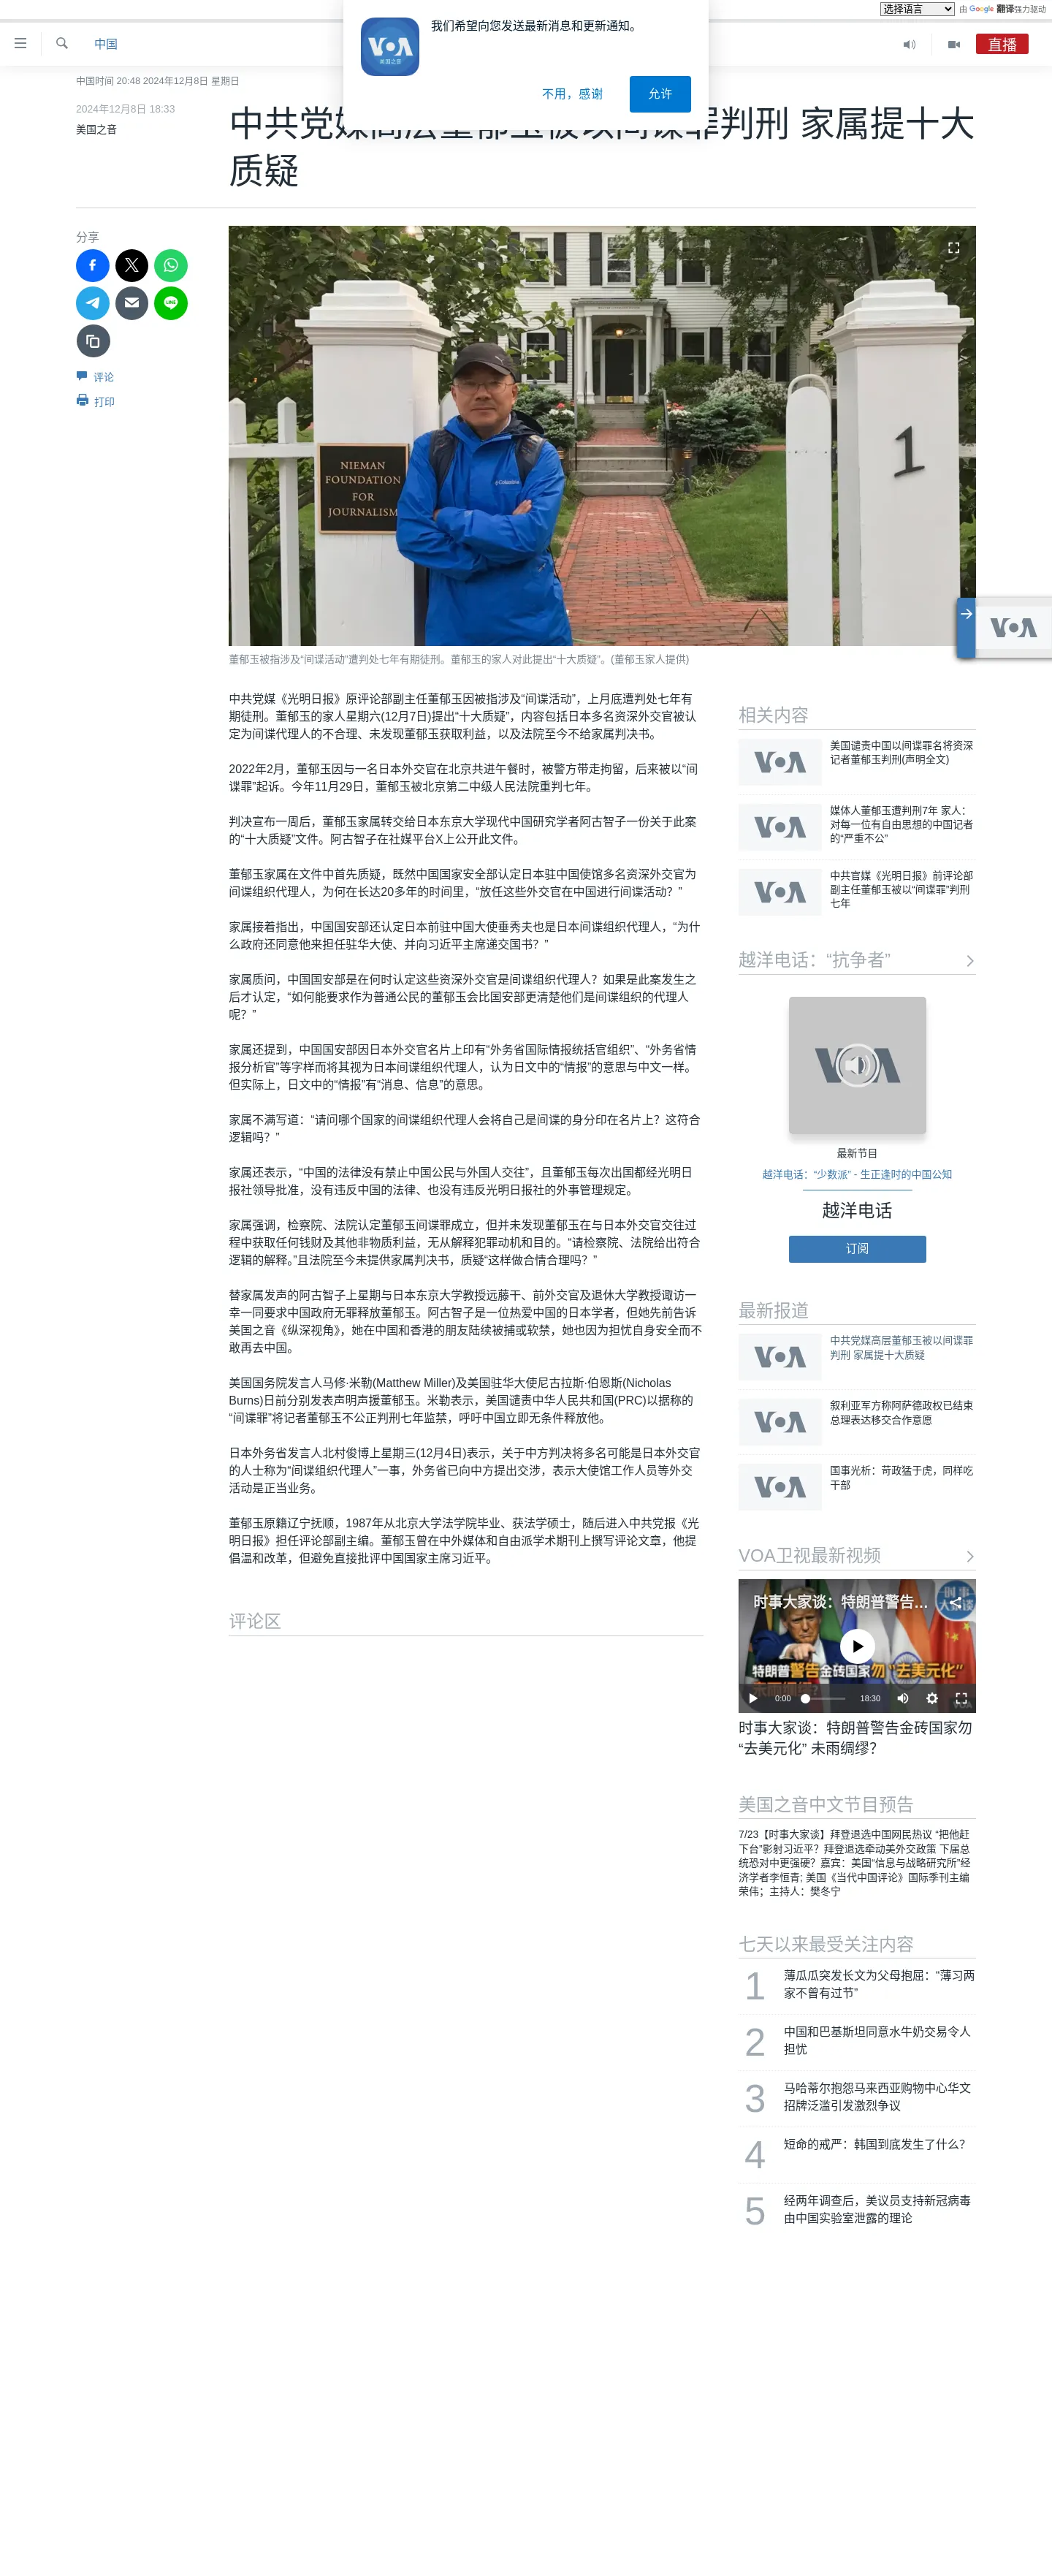 选择语言 由 Google 翻译强力驱动
中国
直播
我们希望向您发送最新消息和更新通知。
VOA
美国之音
不用，感谢
允许
中国时间 20:48 2024年12月8日 星期日
2024年12月8日 18:33
美国之音
中共党媒高层董郁玉被以间谍罪判刑 家属提十大
质疑
分享
LINE
评论
打印
NIEMAN
FOUNDATION
FOR
JOURNALISM
Columbia
1
VOA
董郁玉被指涉及“间谍活动”遭判处七年有期徒刑。董郁玉的家人对此提出“十大质疑”。(董郁玉家人提供)
中共党媒《光明日报》原评论部副主任董郁玉因被指涉及“间谍活动”，上月底遭判处七年有
期徒刑。董郁玉的家人星期六(12月7日)提出“十大质疑”，内容包括日本多名资深外交官被认
定为间谍代理人的不合理、未发现董郁玉获取利益，以及法院至今不给家属判决书。
2022年2月，董郁玉因与一名日本外交官在北京共进午餐时，被警方带走拘留，后来被以“间
谍罪”起诉。今年11月29日，董郁玉被北京第二中级人民法院重判七年。
判决宣布一周后，董郁玉家属转交给日本东京大学现代中国研究学者阿古智子一份关于此案
的“十大质疑”文件。阿古智子在社媒平台X上公开此文件。
董郁玉家属在文件中首先质疑，既然中国国家安全部认定日本驻中国使馆多名资深外交官为
间谍组织代理人，为何在长达20多年的时间里，“放任这些外交官在中国进行间谍活动？”
家属接着指出，中国国安部还认定日本前驻中国大使垂秀夫也是日本间谍组织代理人，“为什
么政府还同意他来担任驻华大使、并向习近平主席递交国书？”
家属质问，中国国安部是在何时认定这些资深外交官是间谍组织代理人？如果是此案发生之
后才认定，“如何能要求作为普通公民的董郁玉会比国安部更清楚他们是间谍组织的代理人
呢？”
家属还提到，中国国安部因日本外交官名片上印有“外务省国际情报统括官组织”、“外务省情
报分析官”等字样而将其视为日本间谍组织代理人，认为日文中的“情报”的意思与中文一样。
但实际上，日文中的“情报”有“消息、信息”的意思。
家属不满写道：“请问哪个国家的间谍组织代理人会将自己是间谍的身分印在名片上？这符合
逻辑吗？”
家属还表示，“中国的法律没有禁止中国公民与外国人交往”，且董郁玉每次出国都经光明日
报社领导批准，没有违反中国的法律、也没有违反光明日报社的外事管理规定。
家属强调，检察院、法院认定董郁玉间谍罪成立，但并未发现董郁玉在与日本外交官交往过
程中获取任何钱财及其他非物质利益，无从解释犯罪动机和目的。“请检察院、法院给出符合
逻辑的解释。”且法院至今未提供家属判决书，质疑“这样做合情合理吗？”
替家属发声的阿古智子上星期与日本东京大学教授远藤干、前外交官及退休大学教授诹访一
幸一同要求中国政府无罪释放董郁玉。阿古智子是一位热爱中国的日本学者，但她先前告诉
美国之音《纵深视角》，她在中国和香港的朋友陆续被捕或软禁，她也因为担忧自身安全而不
敢再去中国。
美国国务院发言人马修·米勒(Matthew Miller)及美国驻华大使尼古拉斯·伯恩斯(Nicholas
Burns)日前分别发表声明声援董郁玉。米勒表示，美国谴责中华人民共和国(PRC)以据称的
“间谍罪”将记者董郁玉不公正判刑七年监禁，呼吁中国立即无条件释放他。
日本外务省发言人北村俊博上星期三(12月4日)表示，关于中方判决将多名可能是日本外交官
的人士称为“间谍组织代理人”一事，外务省已向中方提出交涉，表示大使馆工作人员等外交
活动是正当业务。
董郁玉原籍辽宁抚顺，1987年从北京大学法学院毕业、获法学硕士，随后进入中共党报《光
明日报》担任评论部副主编。董郁玉曾在中外媒体和自由派学术期刊上撰写评论文章，他提
倡温和改革，但避免直接批评中国国家主席习近平。
评论区
相关内容
VOA
美国谴责中国以间谍罪名将资深
记者董郁玉判刑(声明全文)
VOA
媒体人董郁玉遭判刑7年 家人：
对每一位有自由思想的中国记者
的“严重不公”
VOA
中共官媒《光明日报》前评论部
副主任董郁玉被以“间谍罪”判刑
七年
越洋电话：“抗争者”
VOA
最新节目
越洋电话：“少数派” - 生正逢时的中国公知
越洋电话
订阅
最新报道
VOA
中共党媒高层董郁玉被以间谍罪
判刑 家属提十大质疑
VOA
叙利亚军方称阿萨德政权已结束
总理表达移交合作意愿
VOA
国事光析：苛政猛于虎，同样吃
干部
VOA卫视最新视频
时事大家谈：特朗普警告…
时事
大家谈
特朗普警告金砖国家勿“去美元化”
未雨绸缪?
0:00
18:30
VOA
时事大家谈：特朗普警告金砖国家勿
“去美元化” 未雨绸缪？
美国之音中文节目预告
7/23【时事大家谈】拜登退选中国网民热议 “把他赶
下台”影射习近平？拜登退选牵动美外交政策 下届总
统恐对中更强硬？嘉宾：美国“信息与战略研究所”经
济学者李恒青; 美国《当代中国评论》国际季刊主编
荣伟；主持人：樊冬宁
七天以来最受关注内容
1
薄瓜瓜突发长文为父母抱屈：“薄习两
家不曾有过节”
2
中国和巴基斯坦同意水牛奶交易令人
担忧
3
马哈蒂尔抱怨马来西亚购物中心华文
招牌泛滥引发激烈争议
4
短命的戒严：韩国到底发生了什么？
5
经两年调查后，美议员支持新冠病毒
由中国实验室泄露的理论